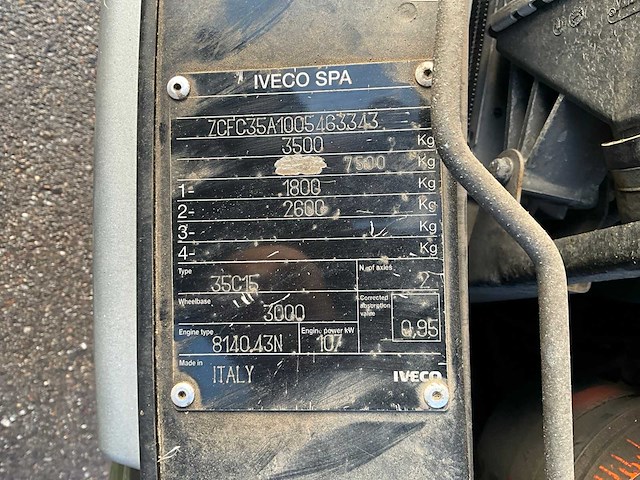 IVECO SPA
ZCFC35A1005463343
3500 Kg
7500 Kg
1- 1800 Kg
2- 2600 Kg
3- Kg
4- Kg
Type 35C15 N. of axles 2
Wheelbase 3000 Corrected absorption value 0,95
Engine type 8140.43N Engine power kW 107
Made in ITALY IVECO